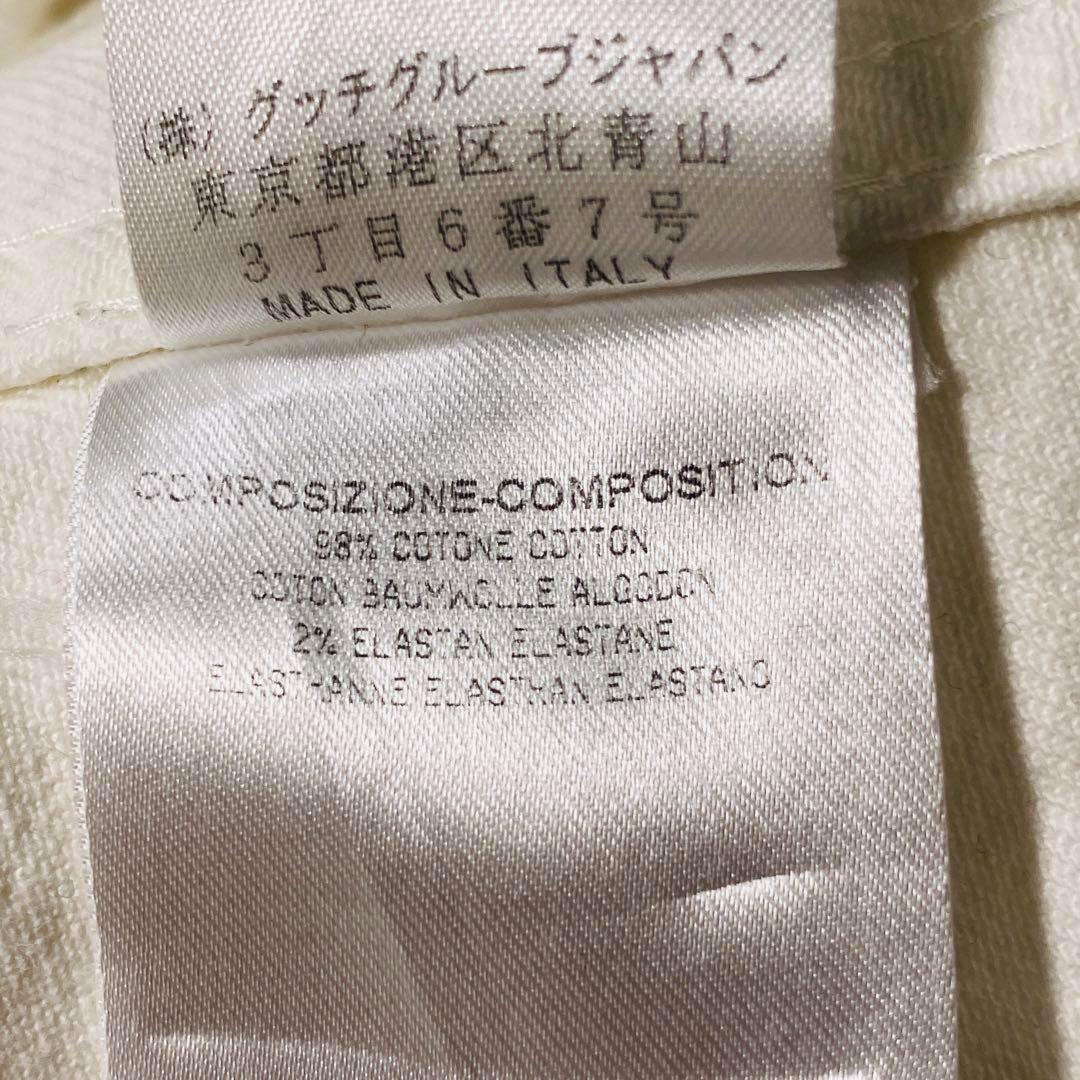 (株) グッチグループジャパン
東京都港区北青山
3丁目6番7号
MADE IN ITALY
COMPOSIZIONE-COMPOSITION
98% COTONE COTTON
COTON BAUMWOLLE ALGODON
2% ELASTAN ELASTANE
ELASTHANNE ELASTHAN ELASTANO